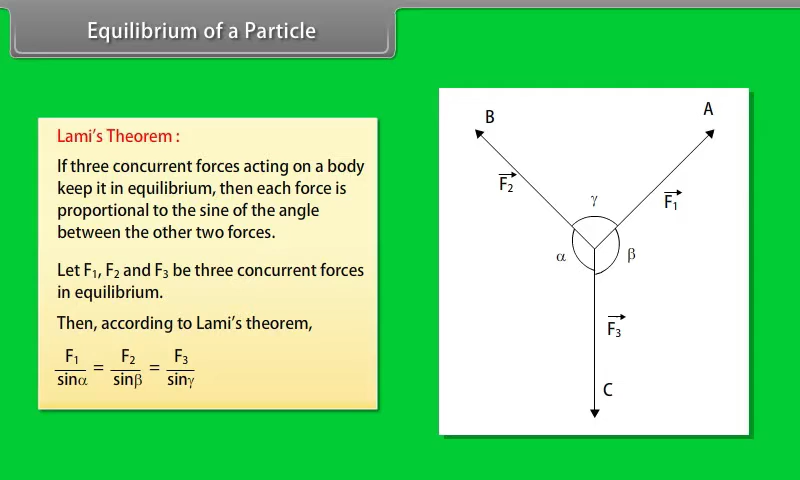 Equilibrium of a Particle
Lami's Theorem :
If three concurrent forces acting on a body
keep it in equilibrium, then each force is
proportional to the sine of the angle
between the other two forces.
Let F₁, F₂ and F₃ be three concurrent forces
in equilibrium.
Then, according to Lami's theorem,
F₁/sinα = F₂/sinβ = F₃/sinγ
B
A
F₂
γ
F₁
α
β
F₃
C